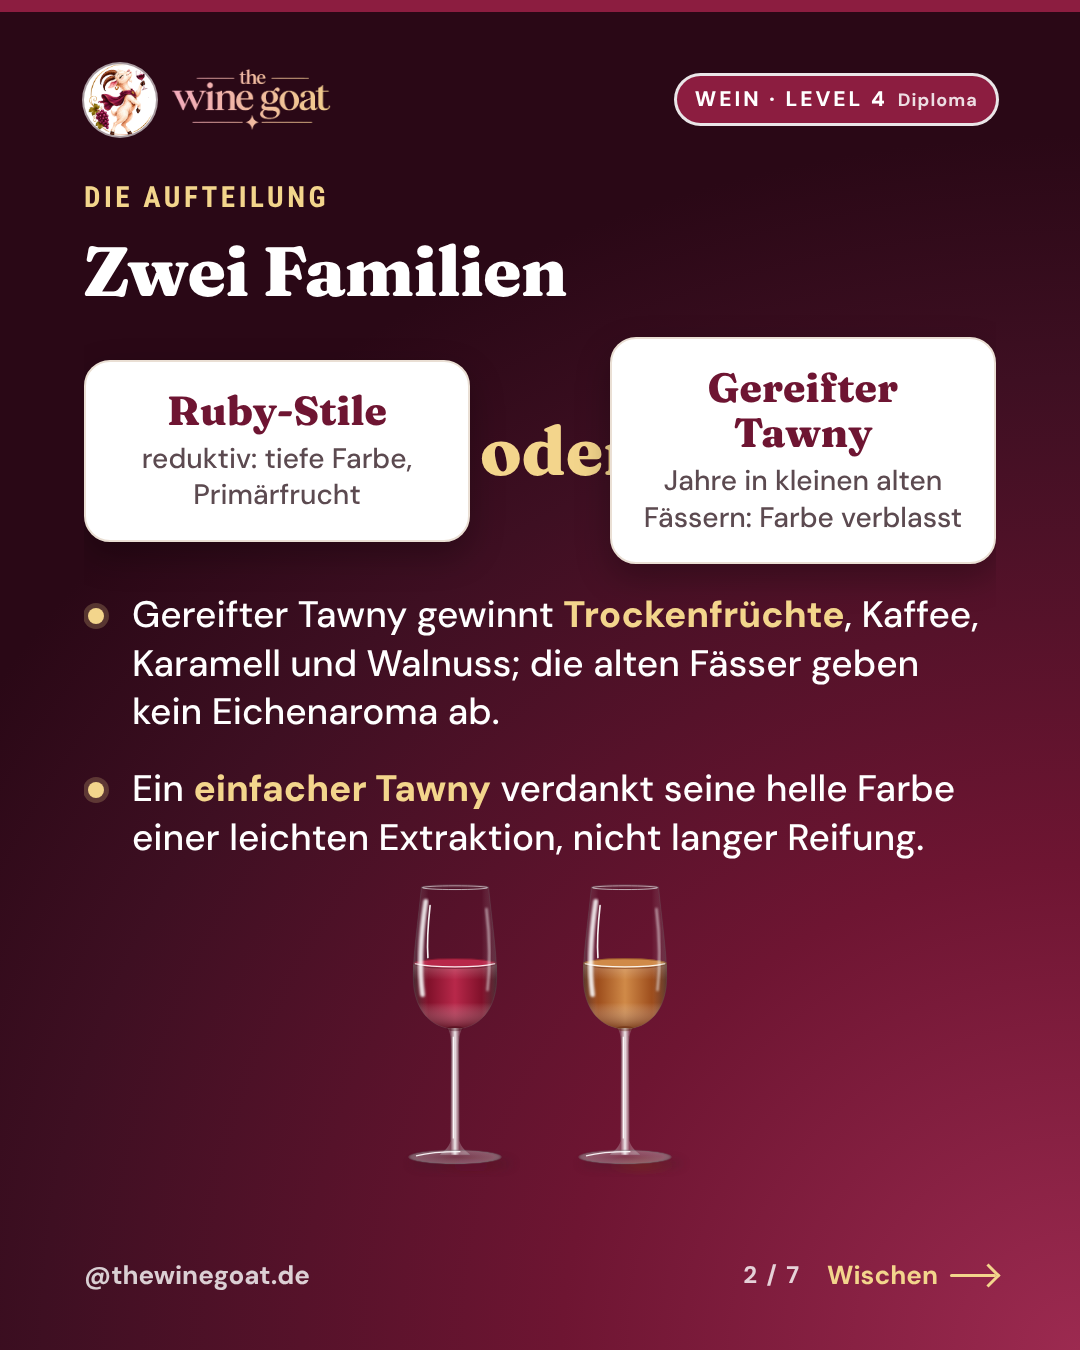 the
wine goat
WEIN · LEVEL 4 Diploma
DIE AUFTEILUNG
Zwei Familien
Ruby-Stile
reduktiv: tiefe Farbe,
Primärfrucht
oder
Gereifter
Tawny
Jahre in kleinen alten
Fässern: Farbe verblasst
Gereifter Tawny gewinnt Trockenfrüchte, Kaffee,
Karamell und Walnuss; die alten Fässer geben
kein Eichenaroma ab.
Ein einfacher Tawny verdankt seine helle Farbe
einer leichten Extraktion, nicht langer Reifung.
@thewinegoat.de
2 / 7 Wischen